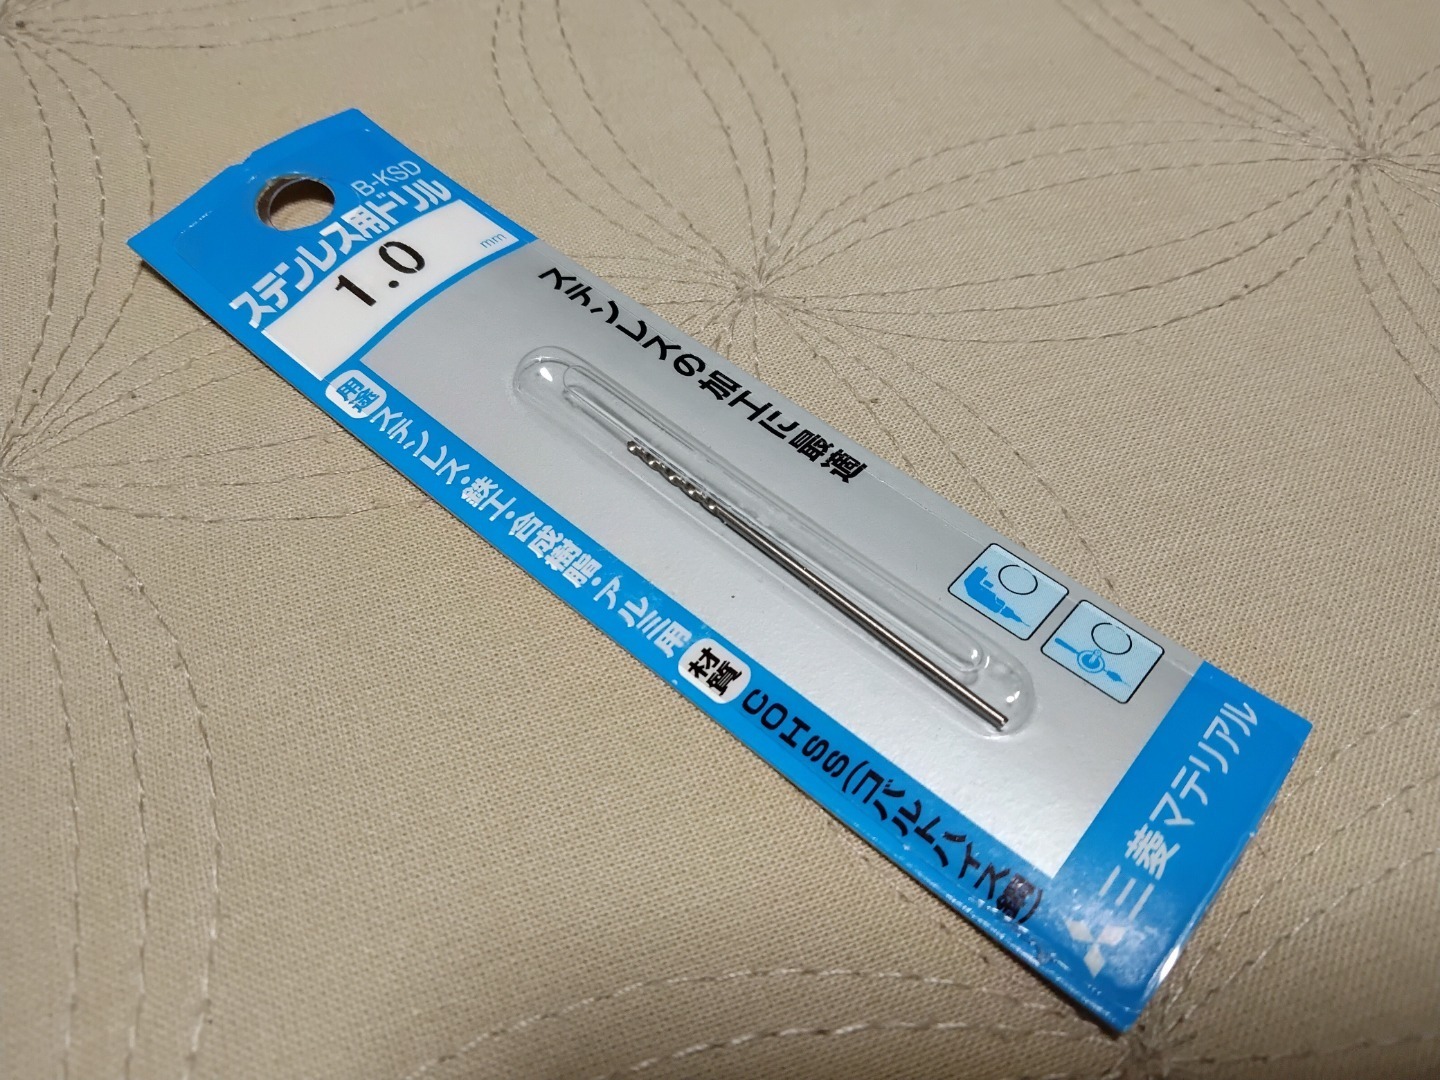 B-KSD
ステンレス用ドリル
1.0 mm
ステンレスの加工に最適
用途 ステンレス・鉄工・合成樹脂・アルミ用
材質 COHSS(コバルトハイス鋼)
三菱マテリアル